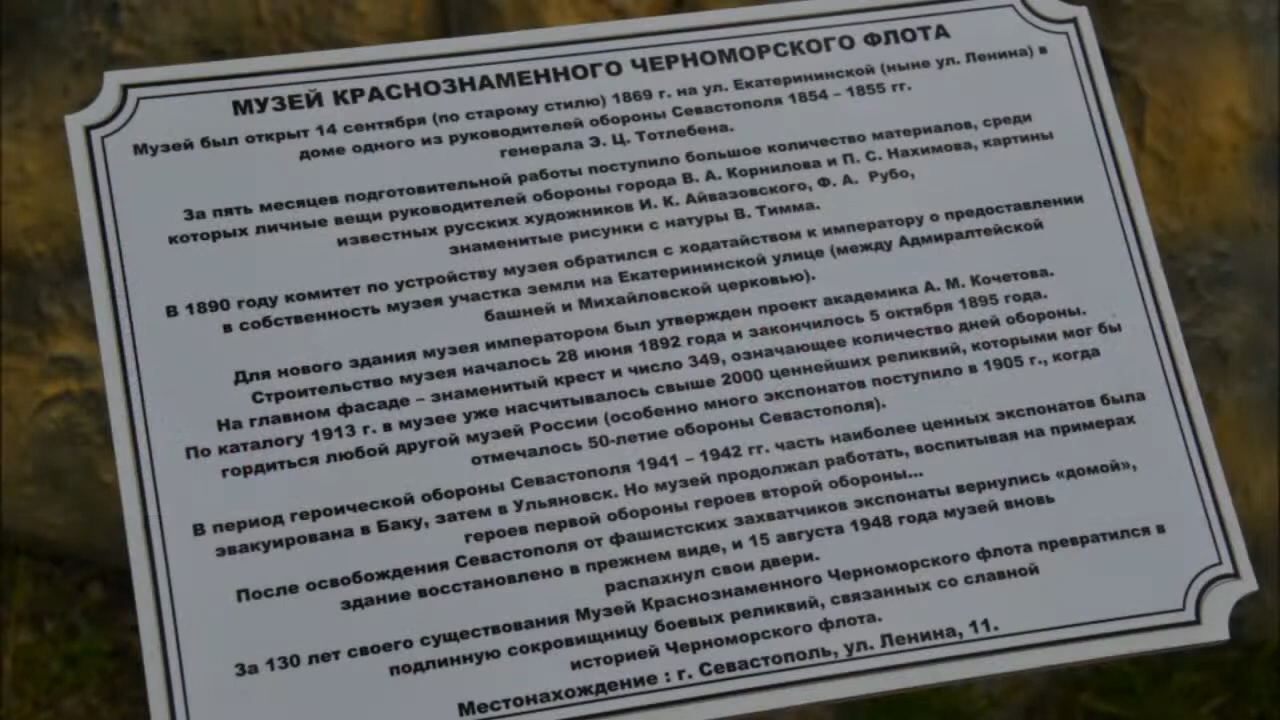 МУЗЕЙ КРАСНОЗНАМЕННОГО ЧЕРНОМОРСКОГО ФЛОТА
Музей был открыт 14 сентября (по старому стилю) 1869 г. на ул. Екатерининской (ныне ул. Ленина) в
доме одного из руководителей обороны Севастополя 1854 – 1855 гг.
генерала Э. Ц. Тотлебена.
За пять месяцев подготовительной работы поступило большое количество материалов, среди
которых личные вещи руководителей обороны города В. А. Корнилова и П. С. Нахимова, картины
известных русских художников И. К. Айвазовского, Ф. А. Рубо,
знаменитые рисунки с натуры В. Тимма.
В 1890 году комитет по устройству музея обратился с ходатайством к императору о предоставлении
в собственность музея участка земли на Екатерининской улице (между Адмиралтейской
башней и Михайловской церковью).
Для нового здания музея императором был утвержден проект академика А. М. Кочетова.
Строительство музея началось 28 июня 1892 года и закончилось 5 октября 1895 года.
На главном фасаде – знаменитый крест и число 349, означающее количество дней обороны.
По каталогу 1913 г. в музее уже насчитывалось свыше 2000 ценнейших реликвий, которыми мог бы
гордиться любой другой музей России (особенно много экспонатов поступило в 1905 г., когда
отмечалось 50-летие обороны Севастополя).
В период героической обороны Севастополя 1941 – 1942 гг. часть наиболее ценных экспонатов была
эвакуирована в Баку, затем в Ульяновск. Но музей продолжал работать, воспитывая на примерах
героев первой обороны героев второй обороны...
После освобождения Севастополя от фашистских захватчиков экспонаты вернулись «домой»,
здание восстановлено в прежнем виде, и 15 августа 1948 года музей вновь
распахнул свои двери.
За 130 лет своего существования Музей Краснознаменного Черноморского флота превратился в
подлинную сокровищницу боевых реликвий, связанных со славной
историей Черноморского флота.
Местонахождение : г. Севастополь, ул. Ленина, 11.